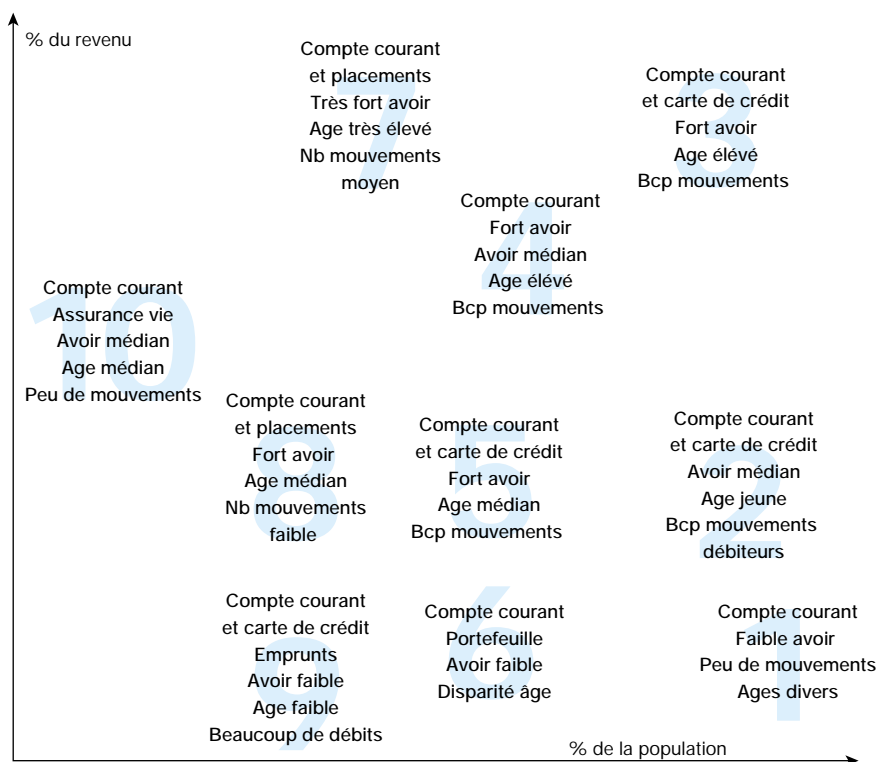 % du revenu
Compte courant
et placements
Très fort avoir
Age très élevé
Nb mouvements
moyen
7
Compte courant
et carte de crédit
Fort avoir
Age élévé
Bcp mouvements
3
Compte courant
Fort avoir
Avoir médian
Age élévé
Bcp mouvements
4
Compte courant
Assurance vie
Avoir médian
Age médian
Peu de mouvements
10
Compte courant
et placements
Fort avoir
Age médian
Nb mouvements
faible
8
Compte courant
et carte de crédit
Fort avoir
Age médian
Bcp mouvements
5
Compte courant
et carte de crédit
Avoir médian
Age jeune
Bcp mouvements
débiteurs
2
Compte courant
et carte de crédit
Emprunts
Avoir faible
Age faible
Beaucoup de débits
9
Compte courant
Portefeuille
Avoir faible
Disparité âge
6
Compte courant
Faible avoir
Peu de mouvements
Ages divers
1
% de la population